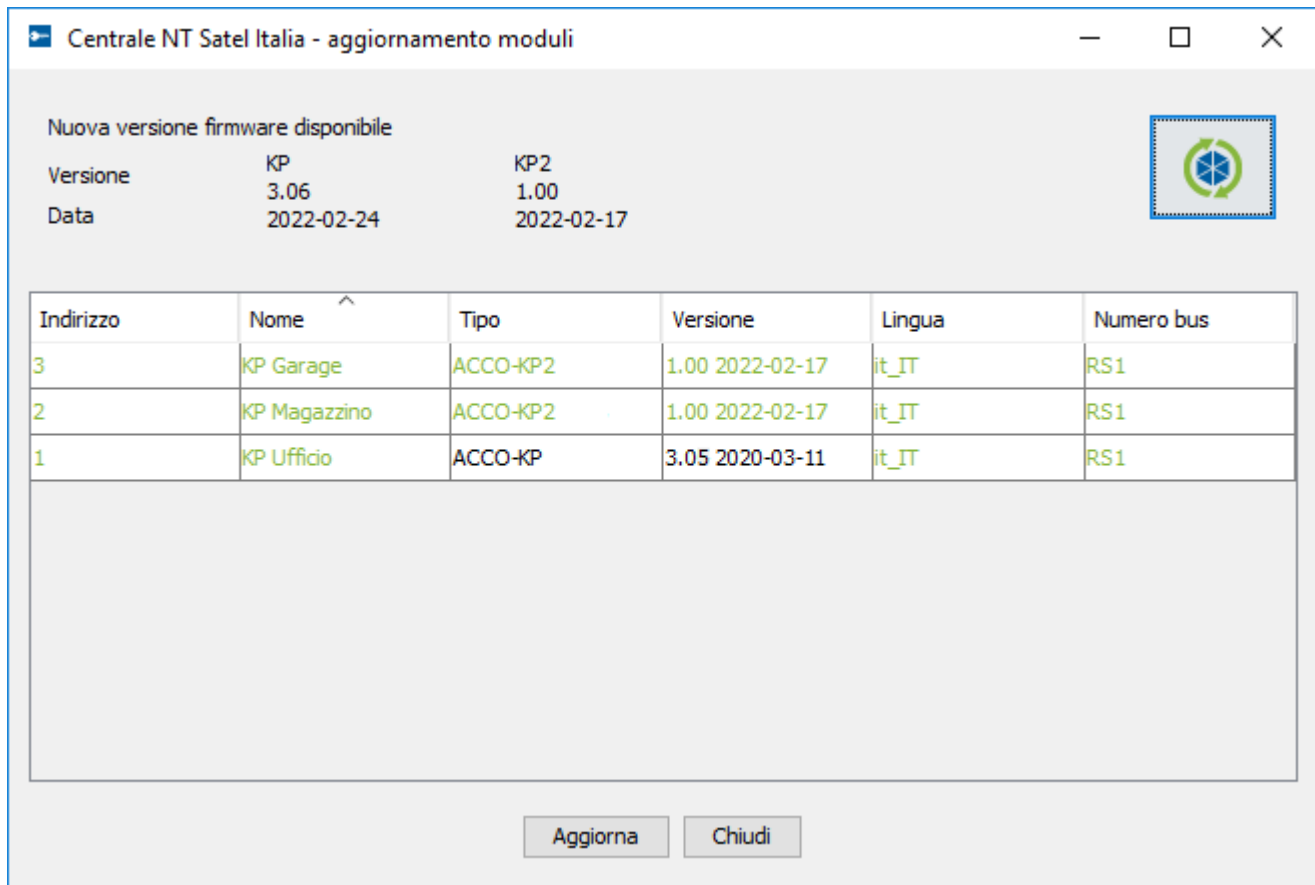 Centrale NT Satel Italia - aggiornamento moduli
Nuova versione firmware disponibile
KP KP2
Versione 3.06 1.00
Data 2022-02-24 2022-02-17
Indirizzo Nome Tipo Versione Lingua Numero bus
3 KP Garage ACCO-KP2 1.00 2022-02-17 it_IT RS1
2 KP Magazzino ACCO-KP2 1.00 2022-02-17 it_IT RS1
1 KP Ufficio ACCO-KP 3.05 2020-03-11 it_IT RS1
Aggiorna Chiudi